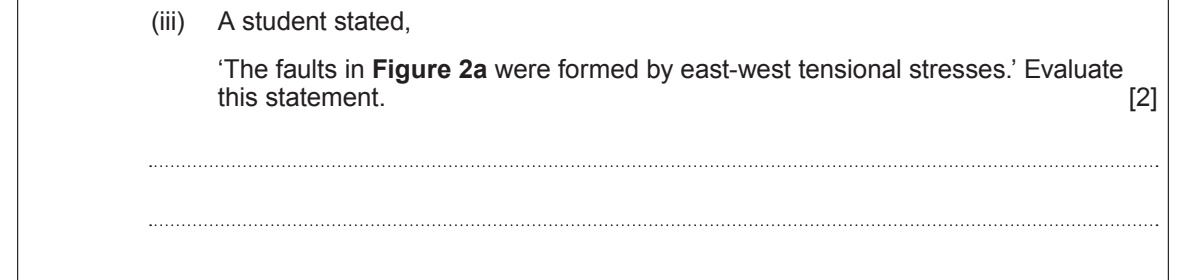 (iii) A student stated,
‘The faults in Figure 2a were formed by east-west tensional stresses.’ Evaluate
this statement. [2]